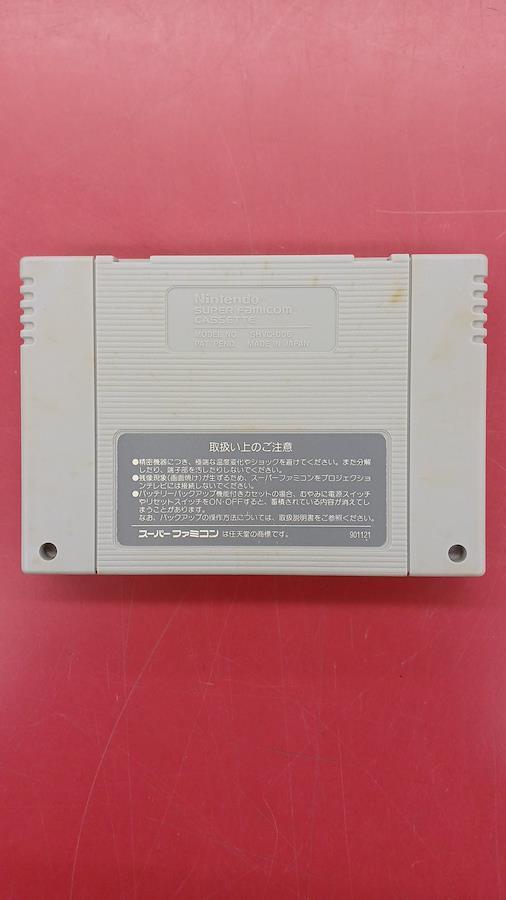 Nintendo
SUPER FAMICOM
CASSETTE
MODEL NO. SHVC-006
PAT. PEND. MADE IN JAPAN
取扱い上のご注意
●精密機器につき、極端な温度変化やショックを避けてください。また分解
したり、端子部を汚したりしないでください。
●残像現象(画面焼け)が生ずるため、スーパーファミコンをプロジェクショ
ンテレビには接続しないでください。
●バッテリーバックアップ機能付きカセットの場合、むやみに電源スイッチ
やリセットスイッチをON・OFFすると、蓄積されている内容が消えてし
まうことがあります。
なお、バックアップの操作方法については、取扱説明書をご参照ください。
スーパーファミコン は任天堂の商標です。 901121